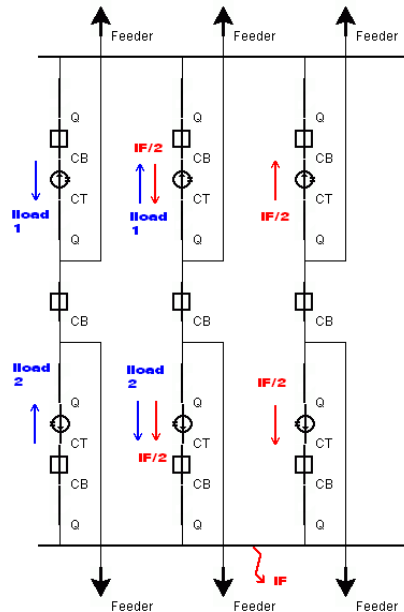 Feeder Feeder Feeder
Q Q Q
CB IF/2 CB CB
CT CT IF/2 CT
Iload
1 Iload
1
Q Q Q
CB CB CB
Iload
2 Iload
2 IF/2
Q Q Q
CT IF/2 CT CT
CB CB CB
Q Q Q
IF
Feeder Feeder Feeder